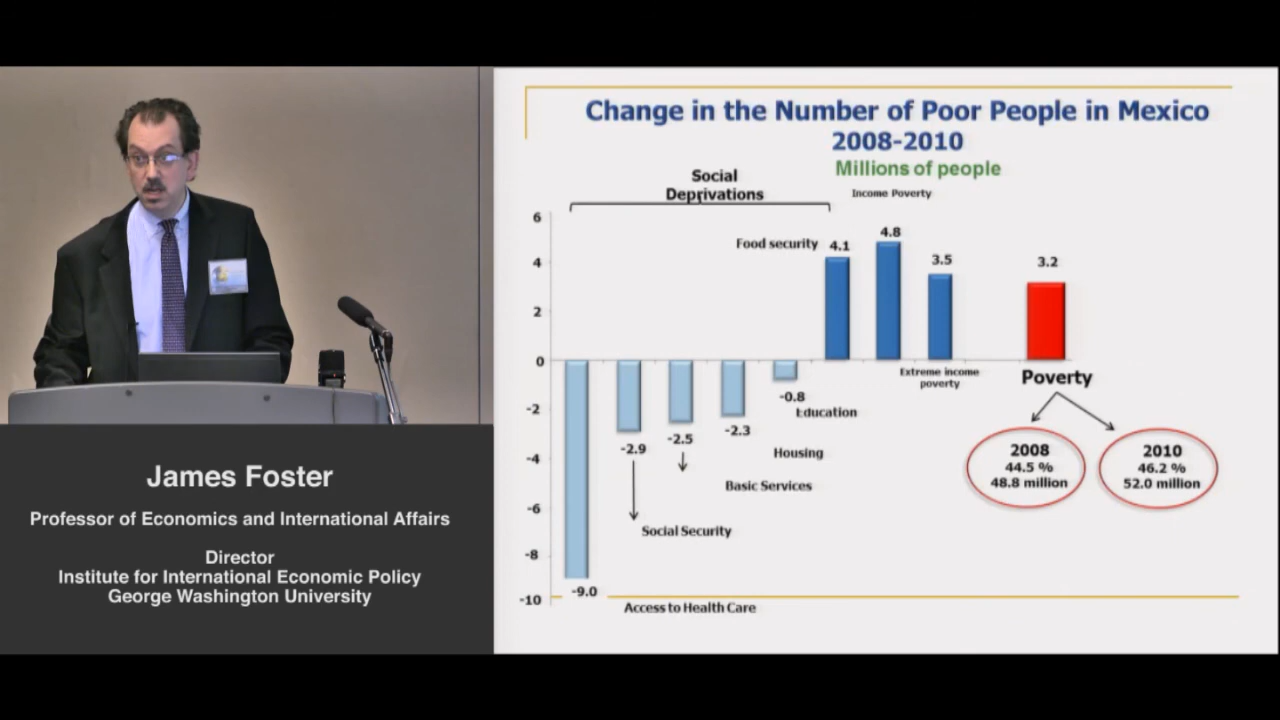 James Foster
Professor of Economics and International Affairs
Director
Institute for International Economic Policy
George Washington University
Change in the Number of Poor People in Mexico
2008-2010
Millions of people
Social
Deprivations
Income Poverty
6
4
2
0
-2
-4
-6
-8
-10
Food security
4.1
4.8
3.5
3.2
-9.0
-2.9
-2.5
-2.3
-0.8
Education
Housing
Basic Services
Social Security
Access to Health Care
Extreme income
poverty
Poverty
2008
44.5 %
48.8 million
2010
46.2 %
52.0 million